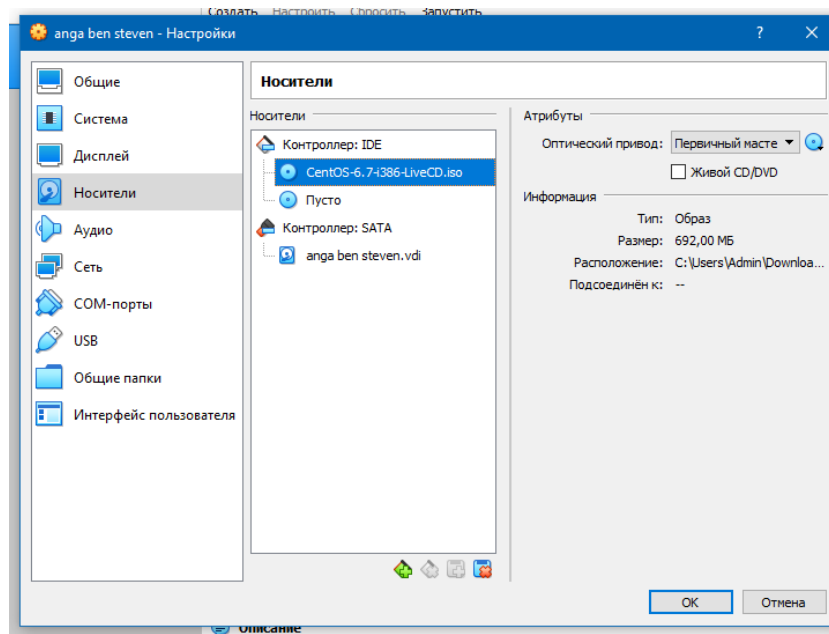 Создать Настроить Сбросить Запустить
anga ben steven - Настройки ? ×
Общие
Система
Дисплей
Носители
Аудио
Сеть
COM-порты
USB
Общие папки
Интерфейс пользователя
Носители
Носители
Контроллер: IDE
CentOS-6.7-i386-LiveCD.iso
Пусто
Контроллер: SATA
anga ben steven.vdi
Атрибуты
Оптический привод: Первичный масте
Живой CD/DVD
Информация
Тип: Образ
Размер: 692,00 МБ
Расположение: C:\Users\Admin\Downloa...
Подсоединён к: --
OK Отмена
Описание